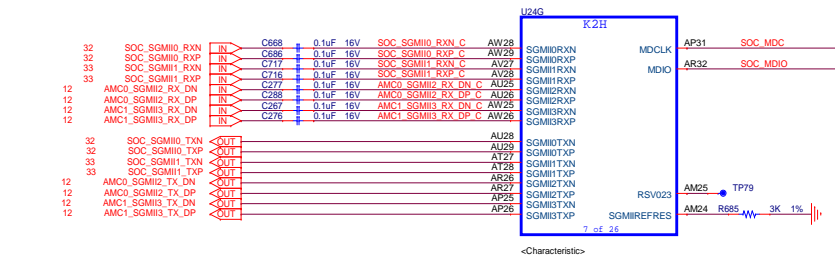 U24G
K2H
32 SOC_SGMII0_RXN IN C668 0.1uF 16V SOC_SGMII0_RXN_C AW28 SGMII0RXN MDCLK AP31 SOC_MDC
32 SOC_SGMII0_RXP IN C686 0.1uF 16V SOC_SGMII0_RXP_C AW29 SGMII0RXP
33 SOC_SGMII1_RXN IN C717 0.1uF 16V SOC_SGMII1_RXN_C AV27 SGMII1RXN MDIO AR32 SOC_MDIO
33 SOC_SGMII1_RXP IN C716 0.1uF 16V SOC_SGMII1_RXP_C AV28 SGMII1RXP
12 AMC0_SGMII2_RX_DN IN C277 0.1uF 16V AMC0_SGMII2_RX_DN_C AU25 SGMII2RXN
12 AMC0_SGMII2_RX_DP IN C288 0.1uF 16V AMC0_SGMII2_RX_DP_C AU26 SGMII2RXP
12 AMC1_SGMII3_RX_DN IN C267 0.1uF 16V AMC1_SGMII3_RX_DN_C AW25 SGMII3RXN
12 AMC1_SGMII3_RX_DP IN C276 0.1uF 16V AMC1_SGMII3_RX_DP_C AW26 SGMII3RXP
32 SOC_SGMII0_TXN OUT AU28 SGMII0TXN
32 SOC_SGMII0_TXP OUT AU29 SGMII0TXP
33 SOC_SGMII1_TXN OUT AT27 SGMII1TXN
33 SOC_SGMII1_TXP OUT AT28 SGMII1TXP
12 AMC0_SGMII2_TX_DN OUT AR26 SGMII2TXN
12 AMC0_SGMII2_TX_DP OUT AR27 SGMII2TXP RSV023 AM25 TP79
12 AMC1_SGMII3_TX_DN OUT AP25 SGMII3TXN
12 AMC1_SGMII3_TX_DP OUT AP26 SGMII3TXP SGMIIREFRES AM24 R685 3K 1%
7 of 26
<Characteristic>